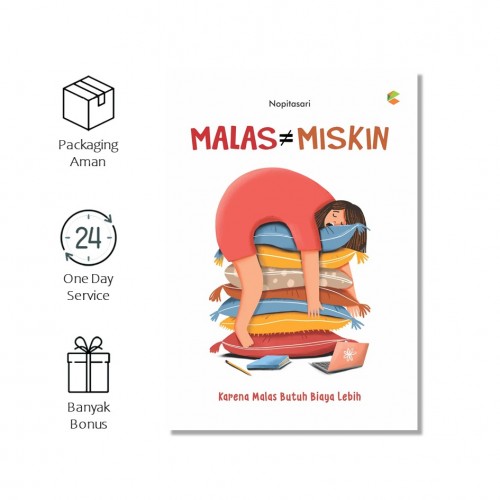 Packaging
Aman
24
One Day
Service
Banyak
Bonus
Nopitasari
MALAS≠MISKIN
Karena Malas Butuh Biaya Lebih